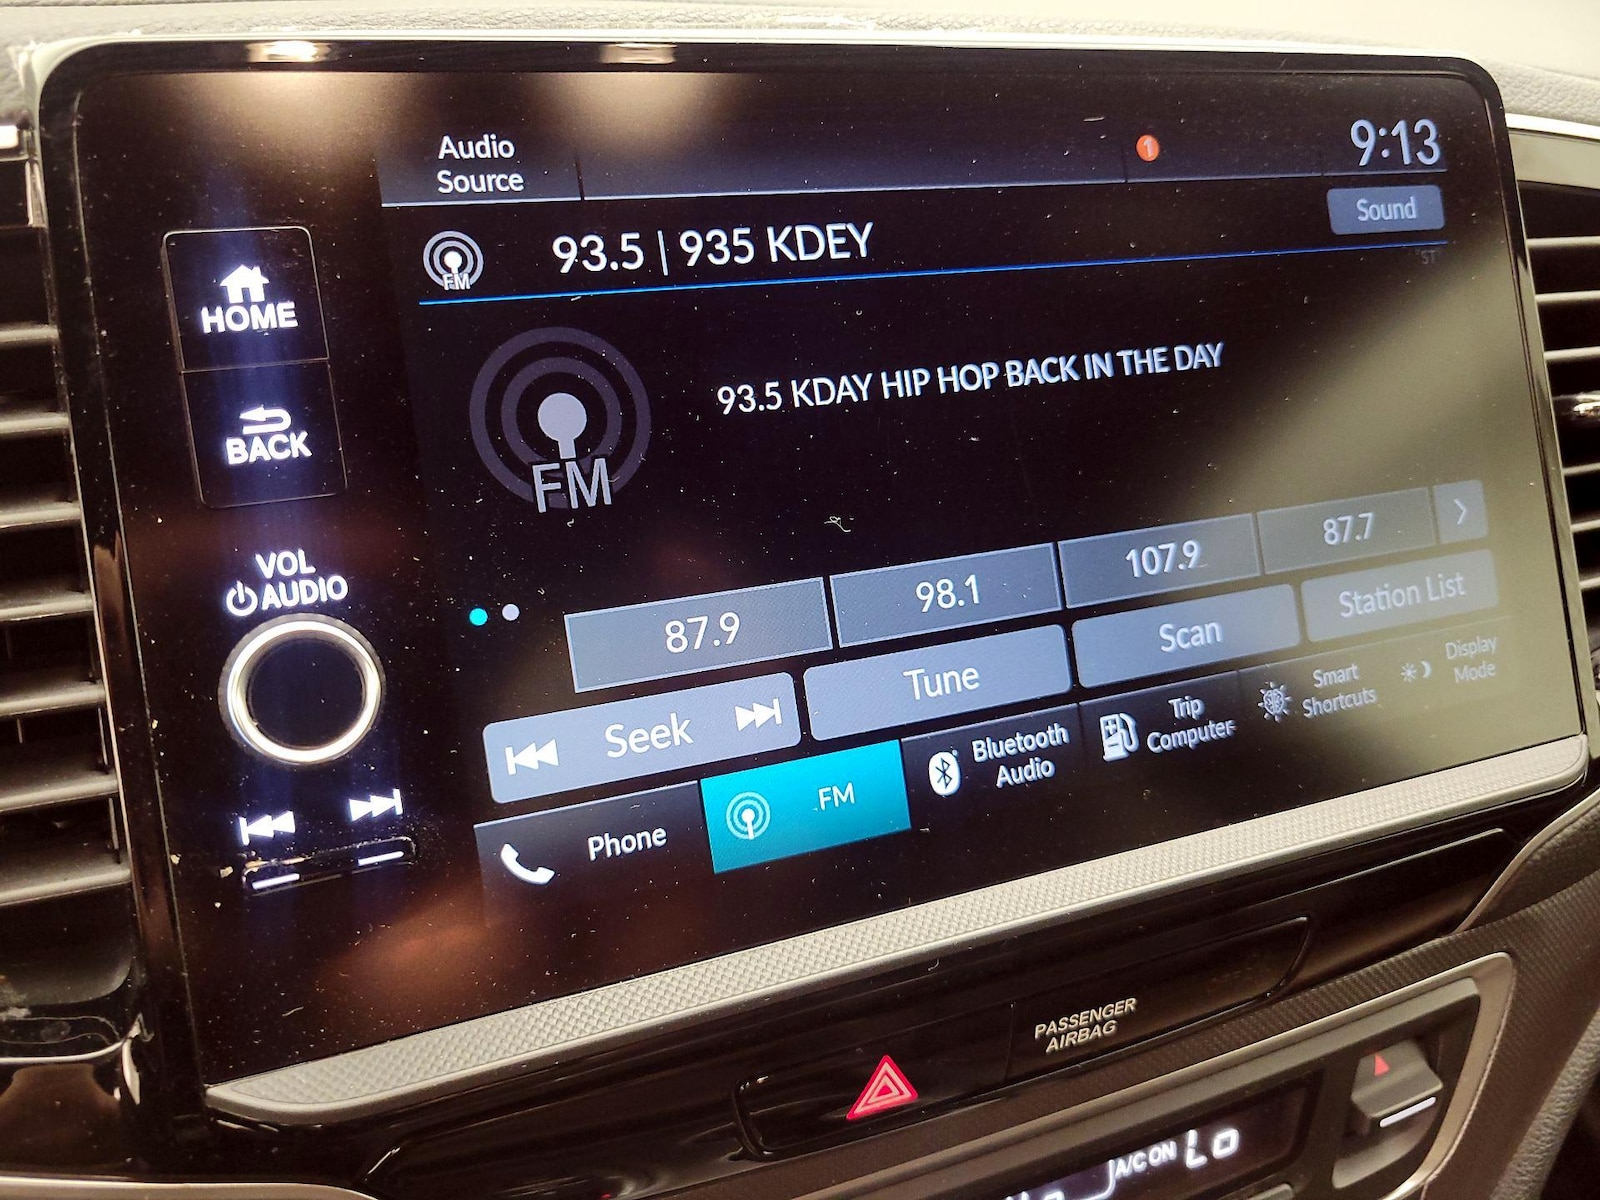 Audio
Source
1
9:13
Sound
FM
93.5 | 935 KDEY
ST
HOME
FM
93.5 KDAY HIP HOP BACK IN THE DAY
BACK
VOL
AUDIO
87.9
98.1
107.9
87.7
Seek
Tune
Scan
Station List
Phone
FM
Bluetooth
Audio
Trip
Computer
Smart
Shortcuts
Display
Mode
PASSENGER
AIRBAG
A/C ON
Lo